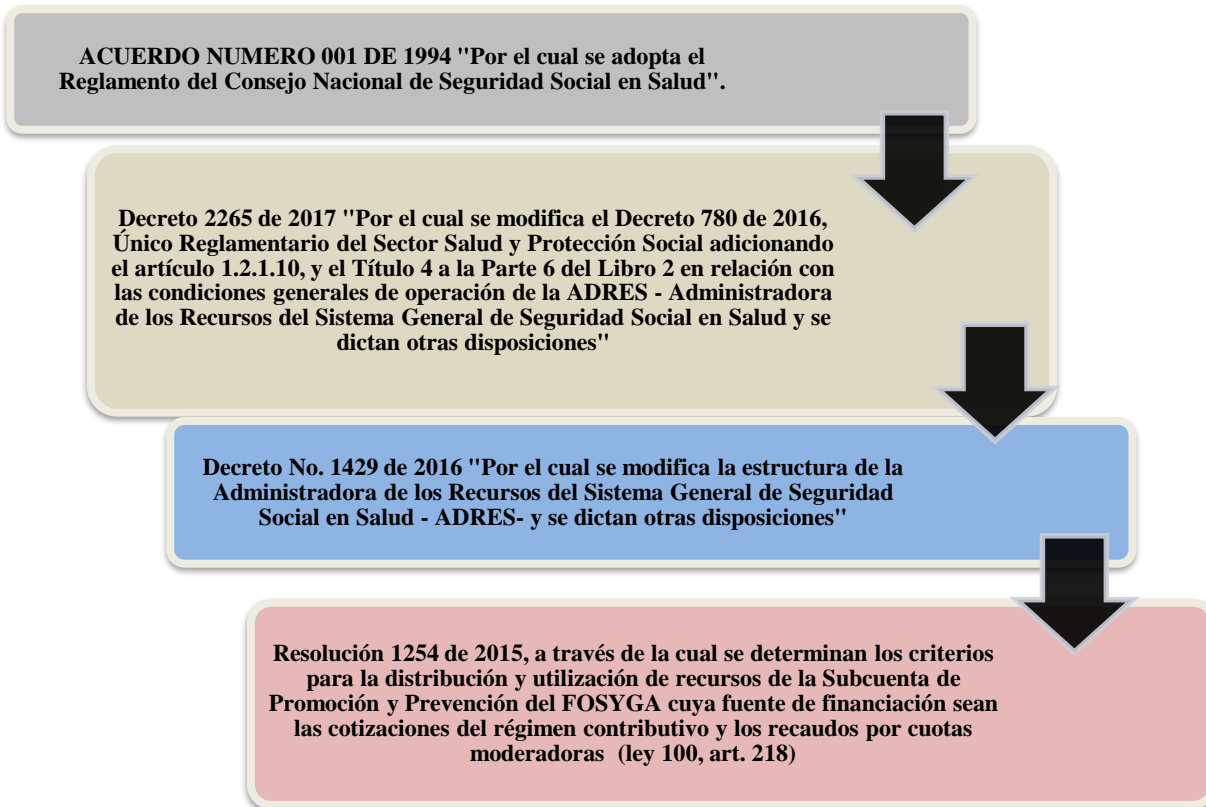 ACUERDO NUMERO 001 DE 1994 "Por el cual se adopta el
Reglamento del Consejo Nacional de Seguridad Social en Salud".
Decreto 2265 de 2017 "Por el cual se modifica el Decreto 780 de 2016,
Único Reglamentario del Sector Salud y Protección Social adicionando
el artículo 1.2.1.10, y el Título 4 a la Parte 6 del Libro 2 en relación con
las condiciones generales de operación de la ADRES - Administradora
de los Recursos del Sistema General de Seguridad Social en Salud y se
dictan otras disposiciones"
Decreto No. 1429 de 2016 "Por el cual se modifica la estructura de la
Administradora de los Recursos del Sistema General de Seguridad
Social en Salud - ADRES- y se dictan otras disposiciones"
Resolución 1254 de 2015, a través de la cual se determinan los criterios
para la distribución y utilización de recursos de la Subcuenta de
Promoción y Prevención del FOSYGA cuya fuente de financiación sean
las cotizaciones del régimen contributivo y los recaudos por cuotas
moderadoras (ley 100, art. 218)